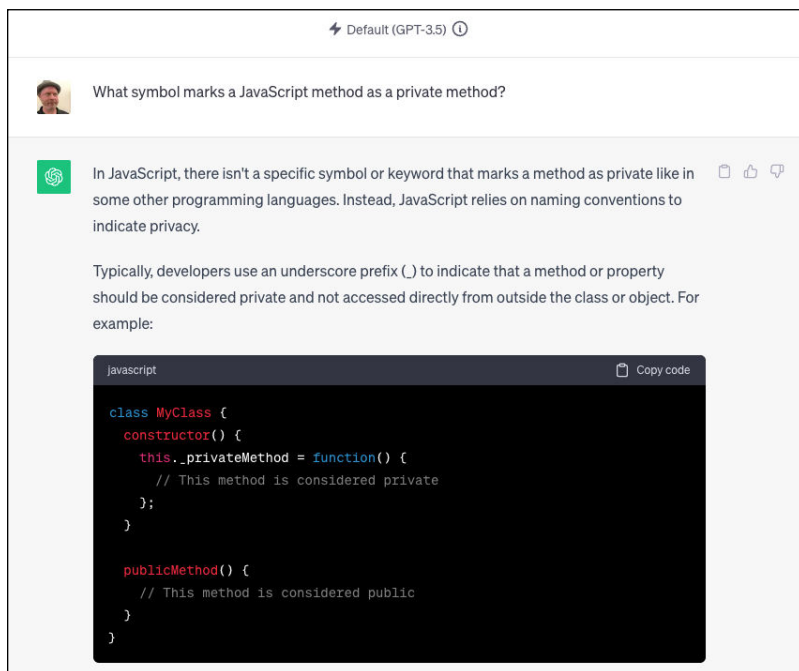 Default (GPT-3.5)
What symbol marks a JavaScript method as a private method?
In JavaScript, there isn't a specific symbol or keyword that marks a method as private like in
some other programming languages. Instead, JavaScript relies on naming conventions to
indicate privacy.
Typically, developers use an underscore prefix (_) to indicate that a method or property
should be considered private and not accessed directly from outside the class or object. For
example:
javascript Copy code
class MyClass {
  constructor() {
    this._privateMethod = function() {
      // This method is considered private
    };
  }

  publicMethod() {
    // This method is considered public
  }
}